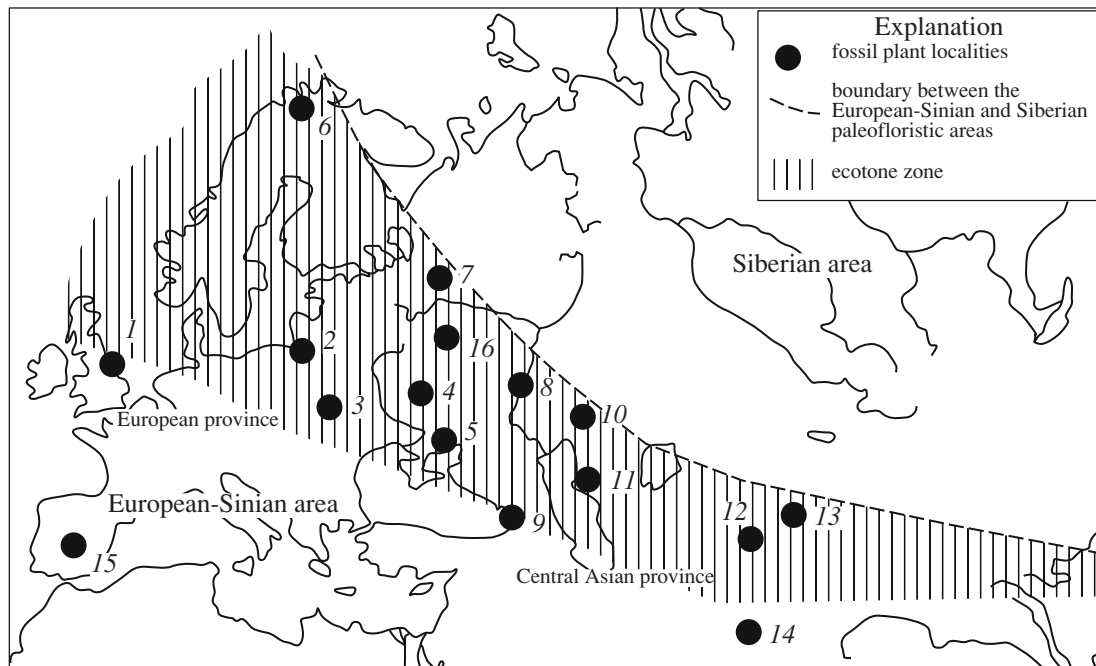 Explanation
fossil plant localities
boundary between the
European-Sinian and Siberian
paleofloristic areas
ecotone zone
6
Siberian area
7
1
2
16
8
4
3
European province
10
5
11
European-Sinian area
9
12
13
15
Central Asian province
14